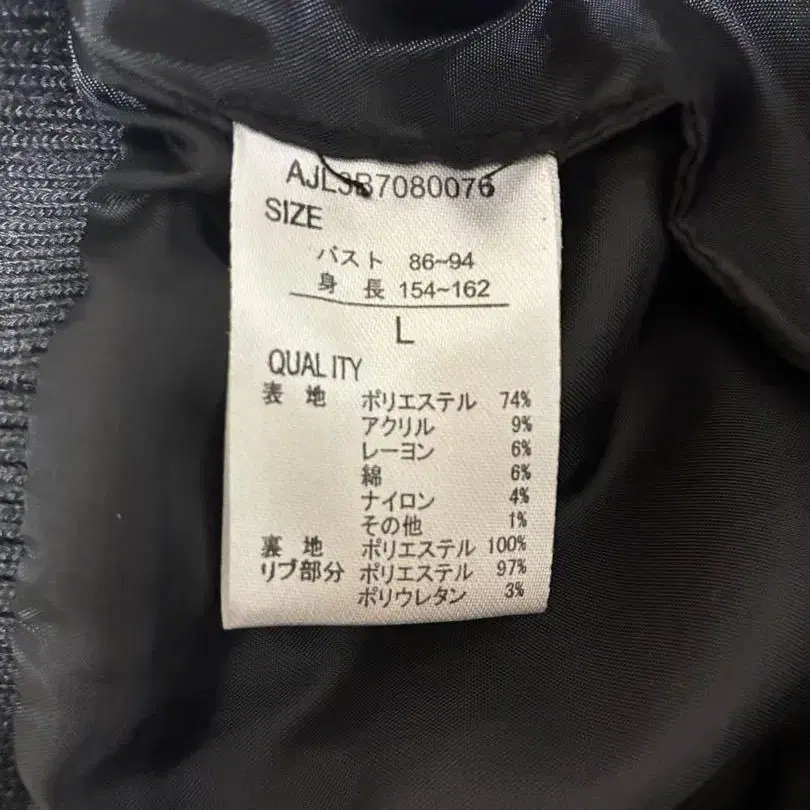 AJL3B7080076
SIZE
バスト 86~94
身 長 154~162
L
QUALITY
表 地 ポリエステル 74%
アクリル 9%
レーヨン 6%
綿 6%
ナイロン 4%
その他 1%
裏 地 ポリエステル 100%
リブ部分 ポリエステル 97%
ポリウレタン 3%